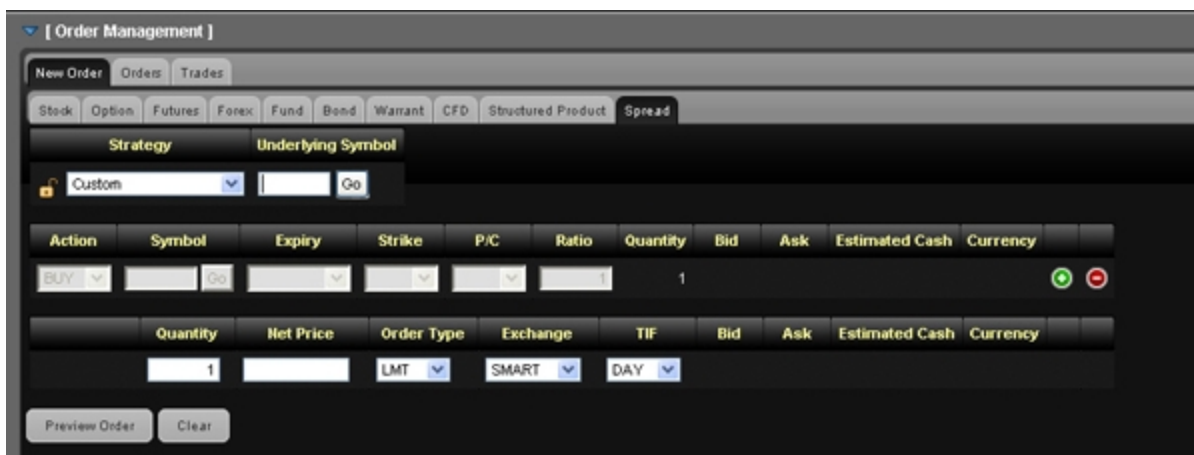 [ Order Management ]
New Order Orders Trades
Stock Option Futures Forex Fund Bond Warrant CFD Structured Product Spread
Strategy Underlying Symbol
Custom Go
Action Symbol Expiry Strike P/C Ratio Quantity Bid Ask Estimated Cash Currency
BUY Go 1 1
Quantity Net Price Order Type Exchange TIF Bid Ask Estimated Cash Currency
1 LMT SMART DAY
Preview Order Clear